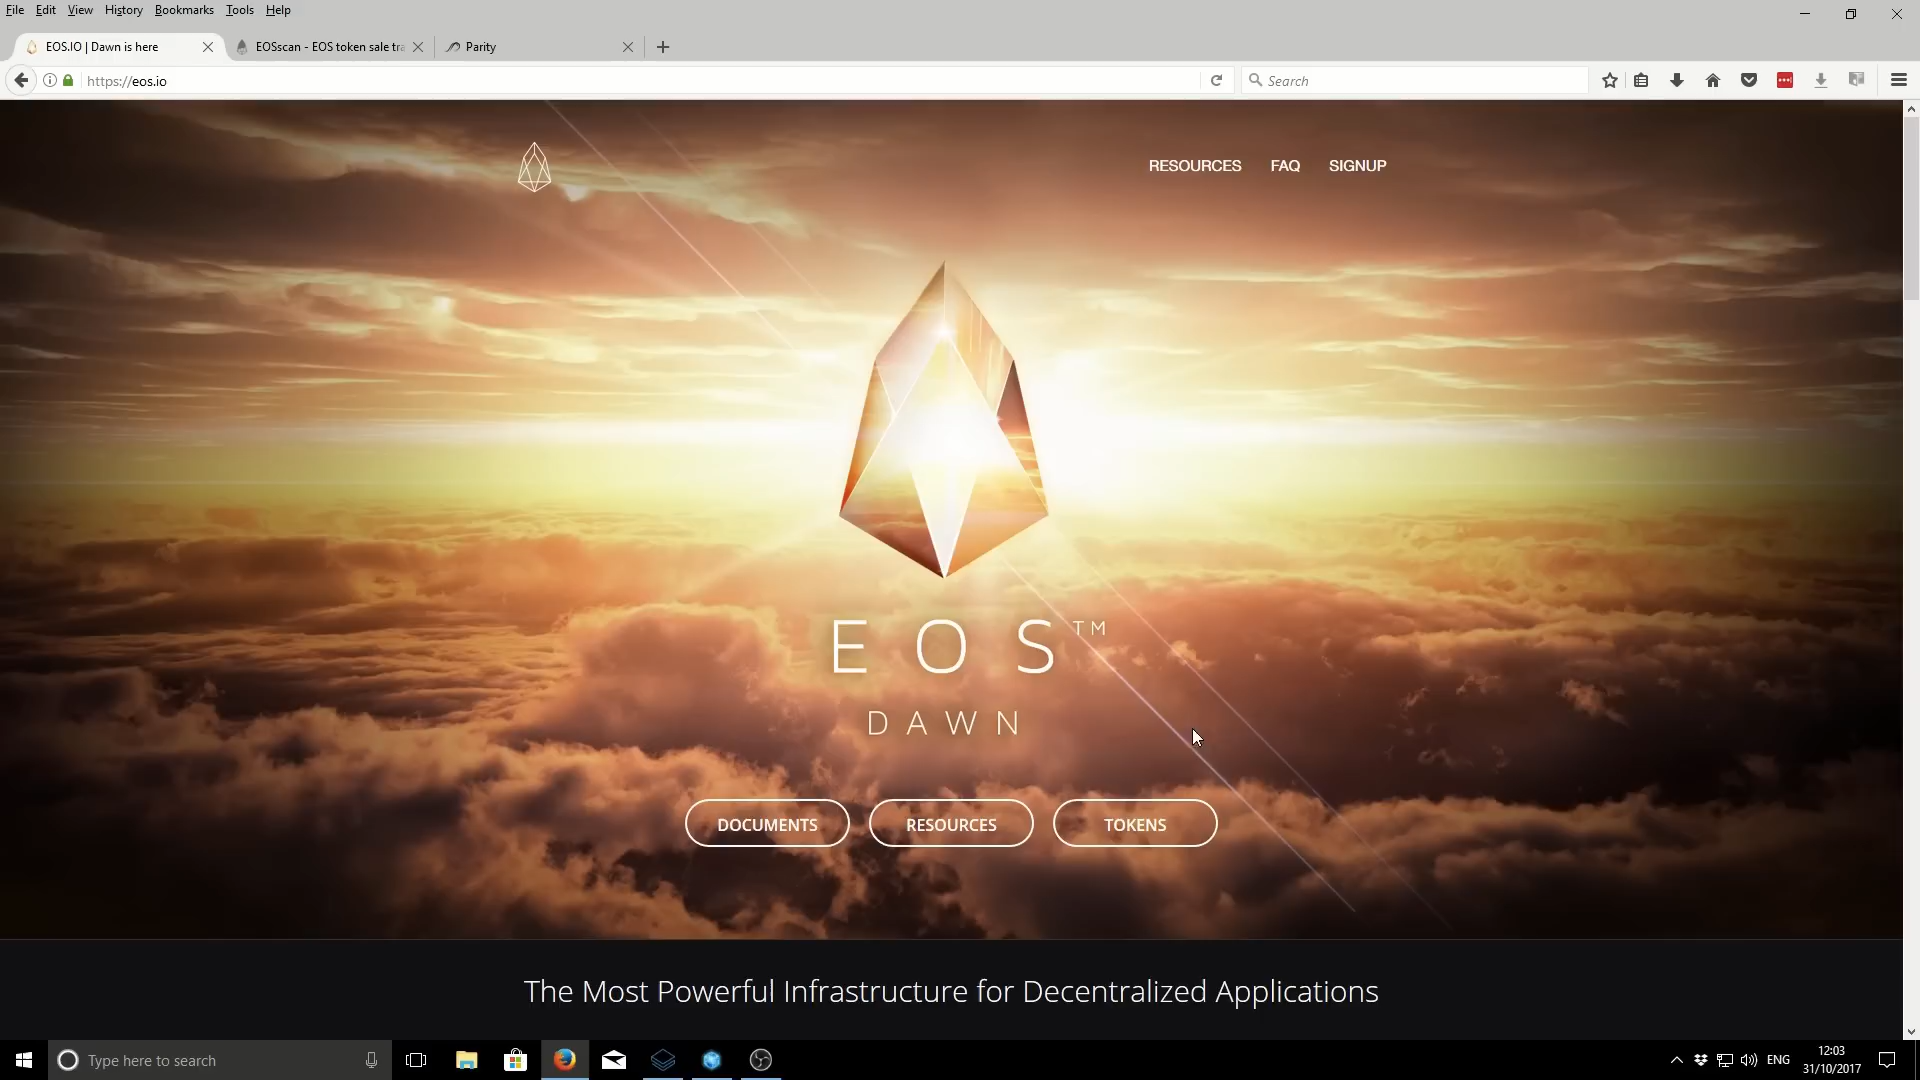 File Edit View History Bookmarks Tools Help
EOS.IO | Dawn is here
EOSscan - EOS token sale tra
Parity
https://eos.io
Search
RESOURCES FAQ SIGNUP
EOS™
DAWN
DOCUMENTS RESOURCES TOKENS
The Most Powerful Infrastructure for Decentralized Applications
Type here to search
ENG
12:03
31/10/2017